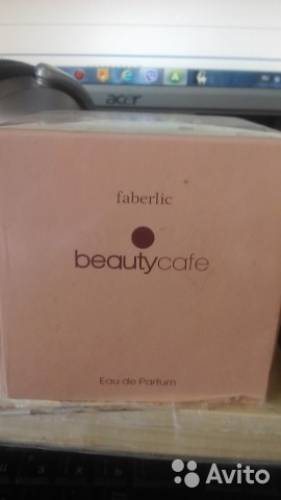 acer
faberlic
beautycafe
Eau de Parfum
Avito